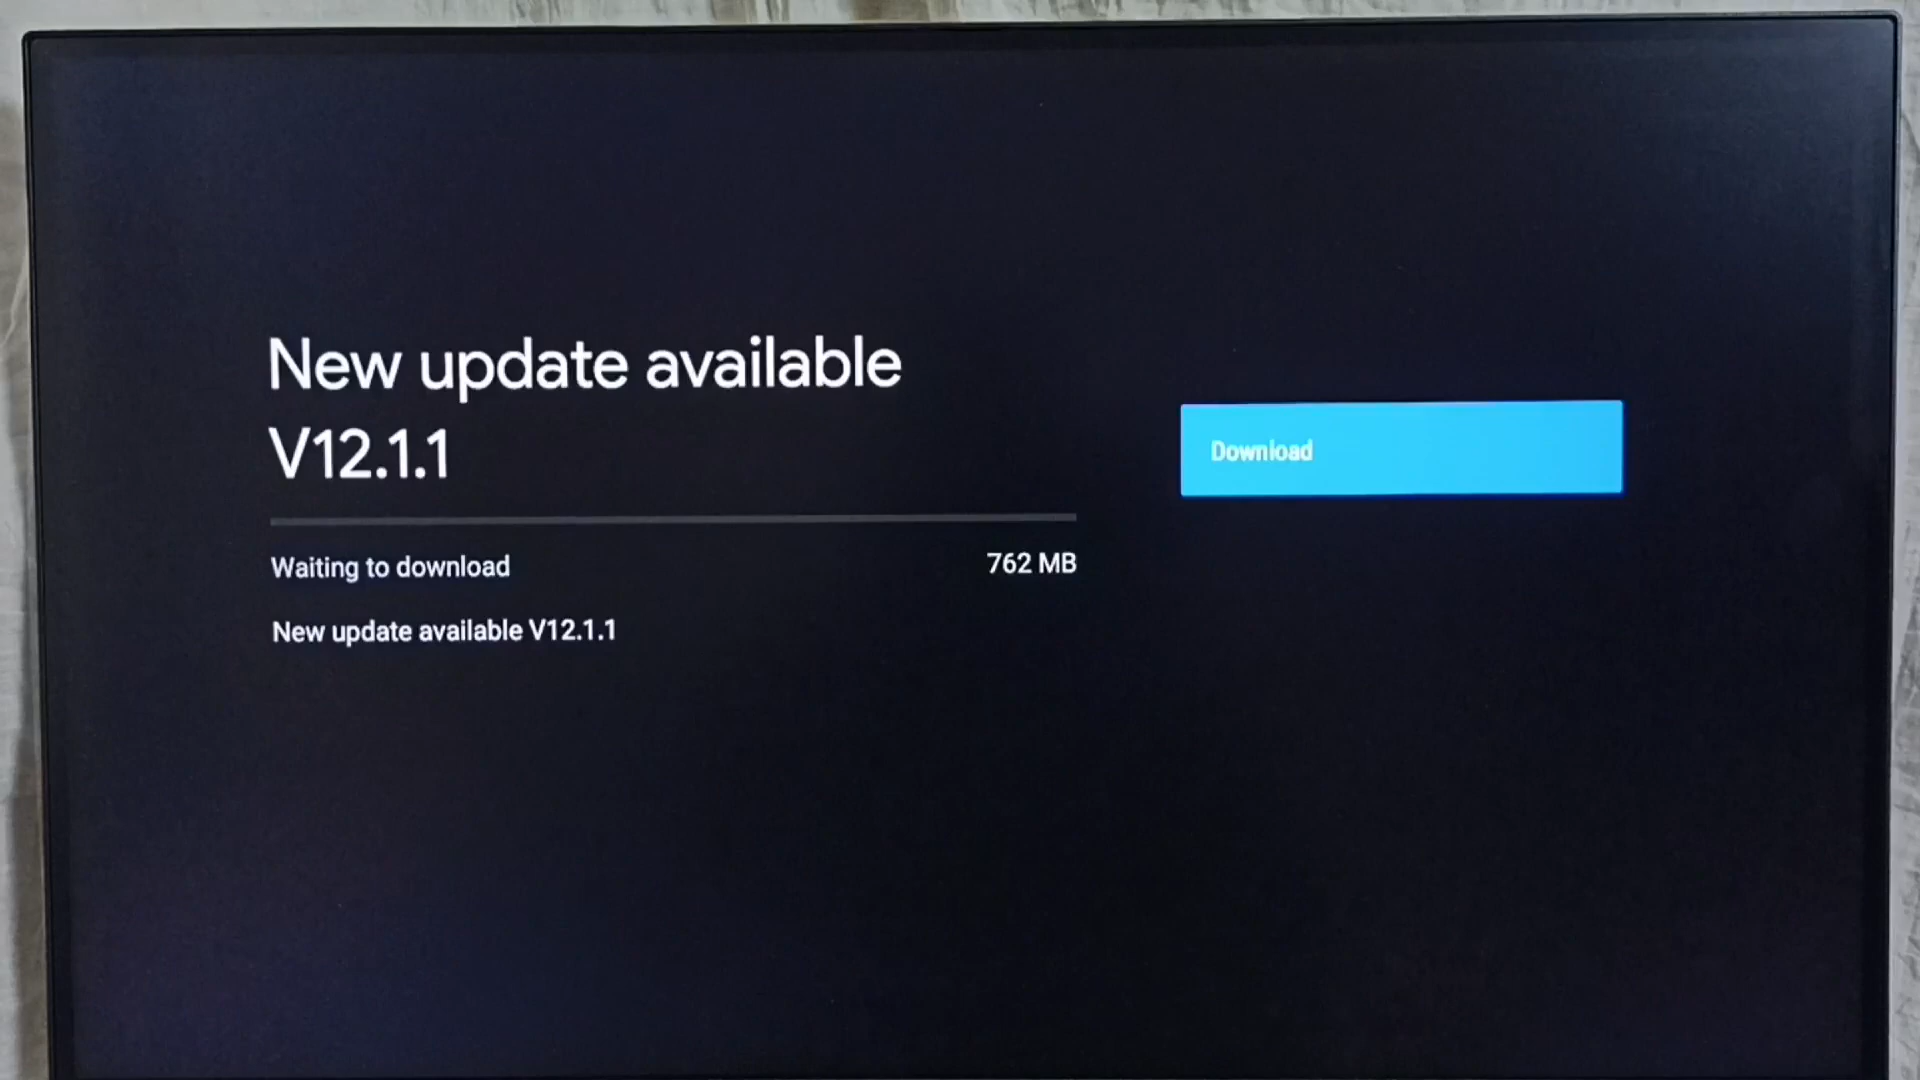 New update available
V12.1.1
Download
Waiting to download
762 MB
New update available V12.1.1